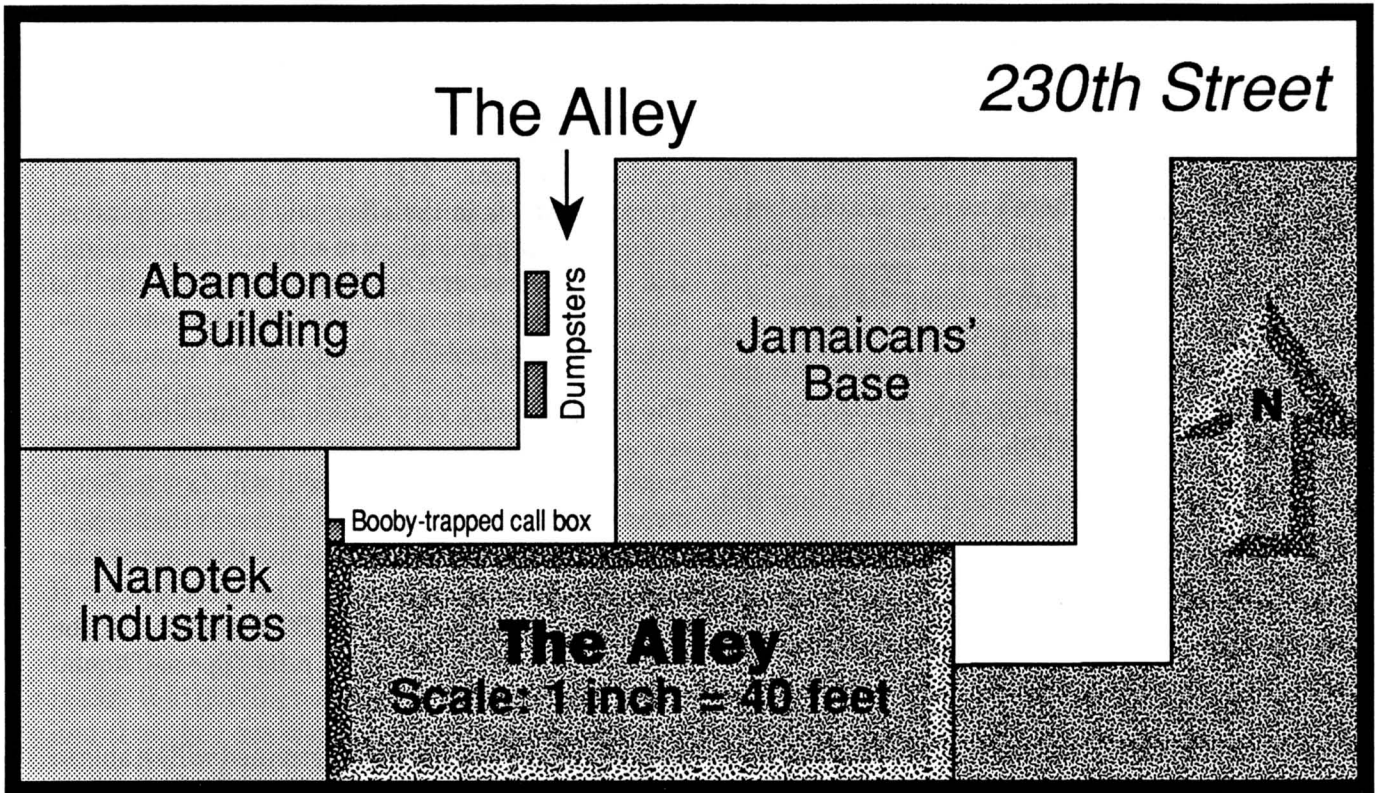 230th Street
The Alley
Abandoned
Building
Dumpsters
Jamaicans'
Base
N
Booby-trapped call box
Nanotek
Industries
The Alley
Scale: 1 inch = 40 feet